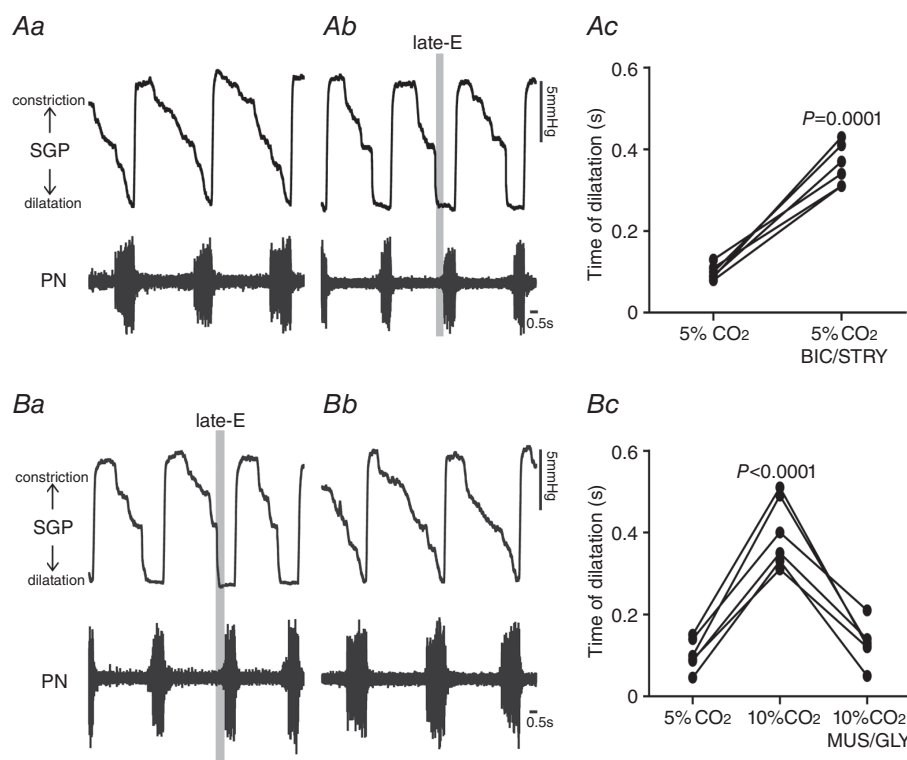 Aa
Ab
Ac
late-E
constriction
SGP
dilatation
5mmHg
PN
0.5s
Time of dilatation (s)
0.6
0.4
0.2
0
P=0.0001
5% CO2
5% CO2
BIC/STRY
Ba
Bb
Bc
late-E
constriction
SGP
dilatation
5mmHg
PN
0.5s
Time of dilatation (s)
0.6
0.4
0.2
0
P<0.0001
5% CO2
10%CO2
10%CO2
MUS/GLY